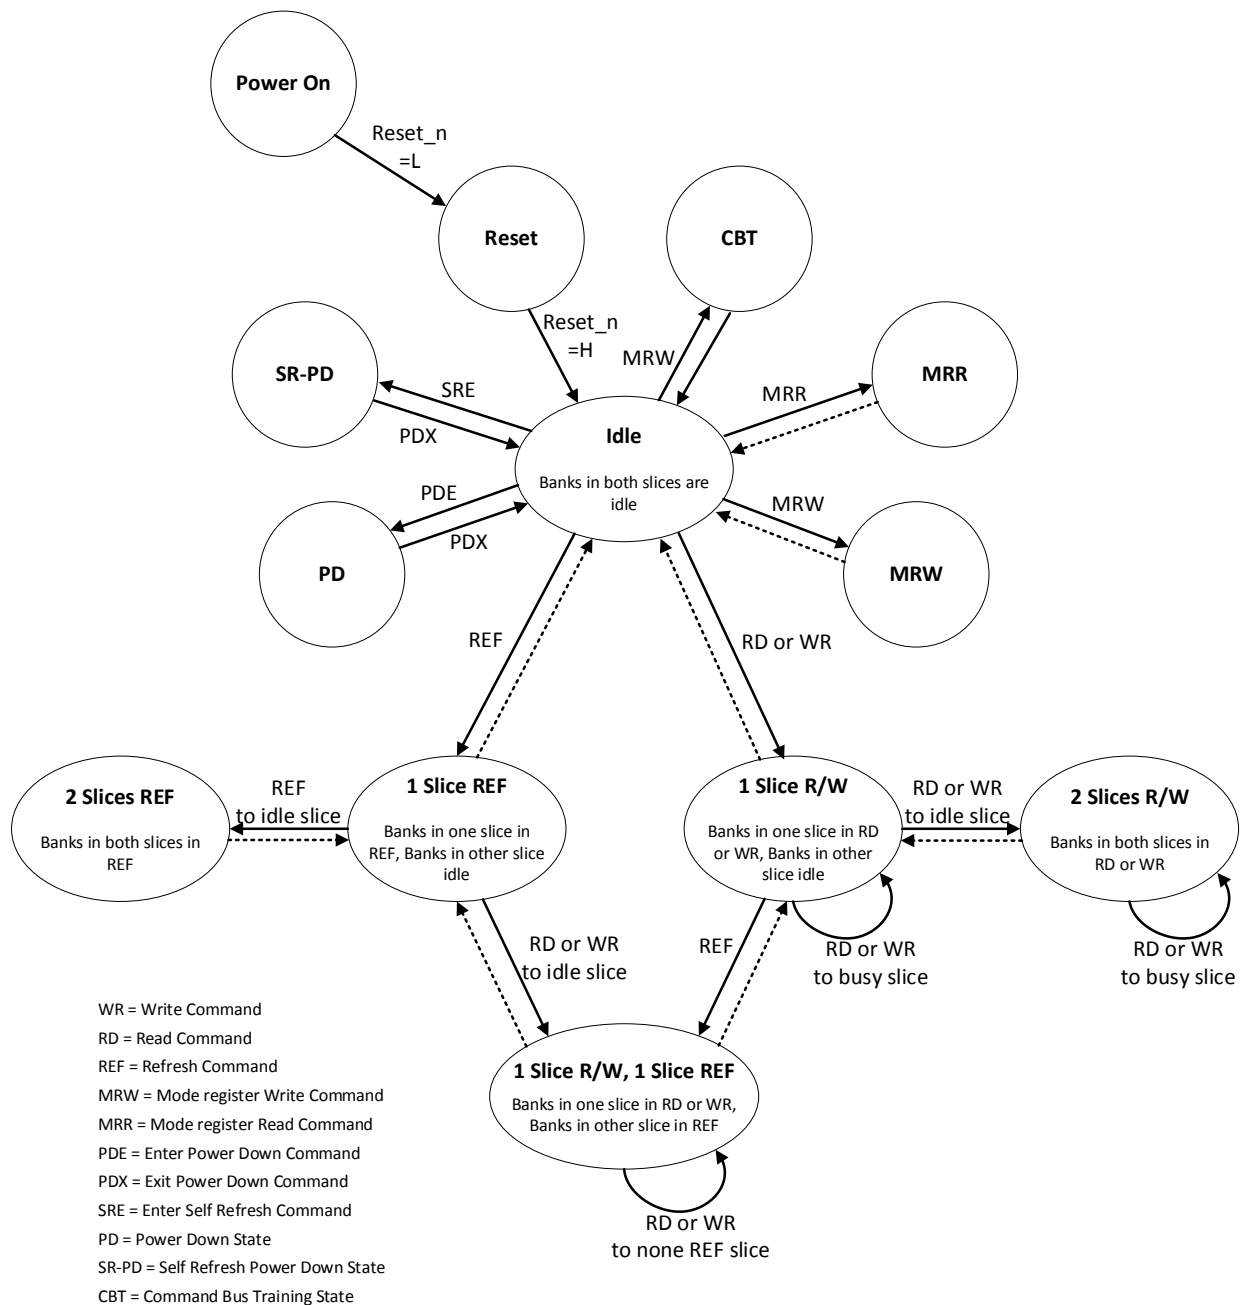 Power On
Reset_n
=L
Reset
CBT
Reset_n
=H
MRW
SR-PD
SRE
PDX
MRR
MRR
Idle
Banks in both slices are
idle
PDE
PDX
PD
MRW
MRW
REF
RD or WR
2 Slices REF
Banks in both slices in
REF
REF
to idle slice
1 Slice REF
Banks in one slice in
REF, Banks in other slice
idle
1 Slice R/W
Banks in one slice in RD
or WR, Banks in other
slice idle
RD or WR
to idle slice
2 Slices R/W
Banks in both slices in
RD or WR
RD or WR
to idle slice
REF
RD or WR
to busy slice
RD or WR
to busy slice
1 Slice R/W, 1 Slice REF
Banks in one slice in RD or WR,
Banks in other slice in REF
RD or WR
to none REF slice
WR = Write Command
RD = Read Command
REF = Refresh Command
MRW = Mode register Write Command
MRR = Mode register Read Command
PDE = Enter Power Down Command
PDX = Exit Power Down Command
SRE = Enter Self Refresh Command
PD = Power Down State
SR-PD = Self Refresh Power Down State
CBT = Command Bus Training State